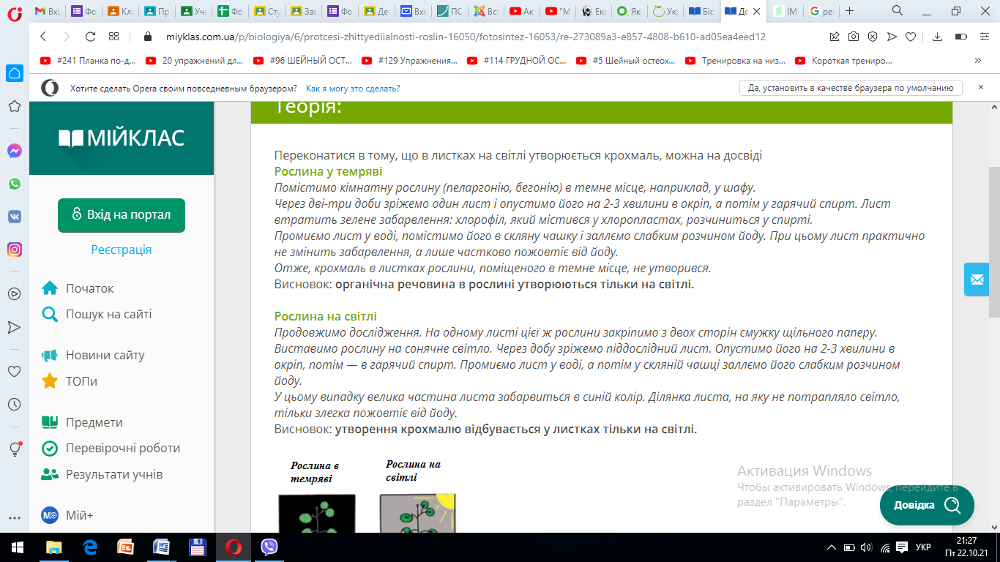 Вхі,
Фо
Кла
Пр
Уча
Фо
Сту
Зав
Фо
Де
Вхо
ПС
Вст
Ак
"М
Ек
Як
Укр
Біс
До
ІМ
miyklas.com.ua/p/biologiya/6/protcesi-zhittyediialnosti-roslin-16050/fotosintez-16053/re-273089a3-e857-4808-b610-ad05ea4eed12
#241 Планка по-д...
20 упражнений дл...
#96 ШЕЙНЫЙ ОСТ...
#129 Упражнения...
#114 ГРУДНОЙ ОС...
#5 Шейный остеох...
Тренировка на низ...
Короткая трениро...
Хотите сделать Opera своим повседневным браузером?
Как я могу это сделать?
Да, установить в качестве браузера по умолчанию
МІЙКЛАС
Вхід на портал
Реєстрація
Початок
Пошук на сайті
Новини сайту
ТОПи
Предмети
Перевірочні роботи
Результати учнів
Мій+
Теорія:
Переконатися в тому, що в листках на світлі утворюється крохмаль, можна на досвіді
Рослина у темряві
Помістимо кімнатну рослину (пеларгонію, бегонію) в темне місце, наприклад, у шафу.
Через дві-три доби зріжемо один лист і опустимо його на 2-3 хвилини в окріп, а потім у гарячий спирт. Лист
втратить зелене забарвлення: хлорофіл, який містився у хлоропластах, розчиниться у спирті.
Промиємо лист у воді, помістимо його в скляну чашку і заллємо слабким розчином йоду. При цьому лист практично
не змінить забарвлення, а лише частково пожовтіє від йоду.
Отже, крохмаль в листках рослини, поміщеного в темне місце, не утворився.
Висновок: органічна речовина в рослині утворюються тільки на світлі.
Рослина на світлі
Продовжимо дослідження. На одному листі цієї ж рослини закріпимо з двох сторін смужку щільного паперу.
Виставимо рослину на сонячне світло. Через добу зріжемо піддослідний лист. Опустимо його на 2-3 хвилини в
окріп, потім — в гарячий спирт. Промиємо лист у воді, а потім у скляній чашці заллємо його слабким розчином
йоду.
У цьому випадку велика частина листа забарвиться в синій колір. Ділянка листа, на яку не потрапляло світло,
тільки злегка пожовтіє від йоду.
Висновок: утворення крохмалю відбувається у листках тільки на світлі.
Рослина в
темряві
Рослина на
світлі
Активация Windows
Чтобы активировать Windows, перейдите в
раздел "Параметры".
Довідка
УКР
21:27
Пт 22.10.21